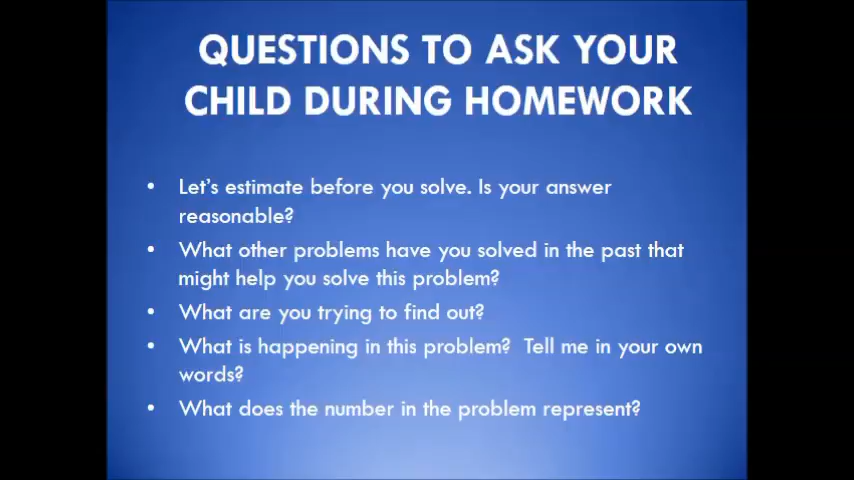 QUESTIONS TO ASK YOUR
CHILD DURING HOMEWORK
• Let's estimate before you solve. Is your answer
reasonable?
• What other problems have you solved in the past that
might help you solve this problem?
• What are you trying to find out?
• What is happening in this problem?  Tell me in your own
words?
• What does the number in the problem represent?